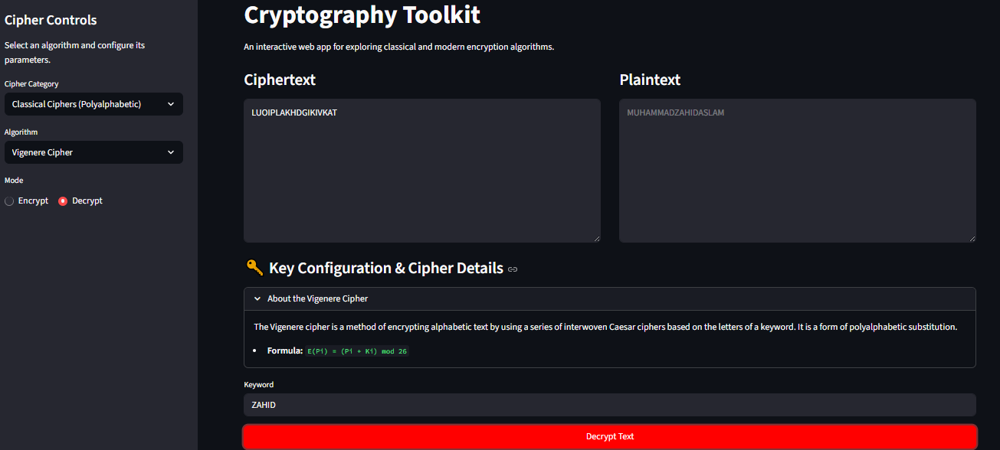 Cipher Controls
Select an algorithm and configure its
parameters.
Cipher Category
Classical Ciphers (Polyalphabetic)
Algorithm
Vigenere Cipher
Mode
Encrypt
Decrypt
Cryptography Toolkit
An interactive web app for exploring classical and modern encryption algorithms.
Ciphertext
LUOIPLAKHDGIKIVKAT
Plaintext
MUHAMMADZAHIDASLAM
Key Configuration & Cipher Details
About the Vigenere Cipher
The Vigenere cipher is a method of encrypting alphabetic text by using a series of interwoven Caesar ciphers based on the letters of a keyword. It is a form of polyalphabetic substitution.
• Formula: E(Pi) = (Pi + Ki) mod 26
Keyword
ZAHID
Decrypt Text